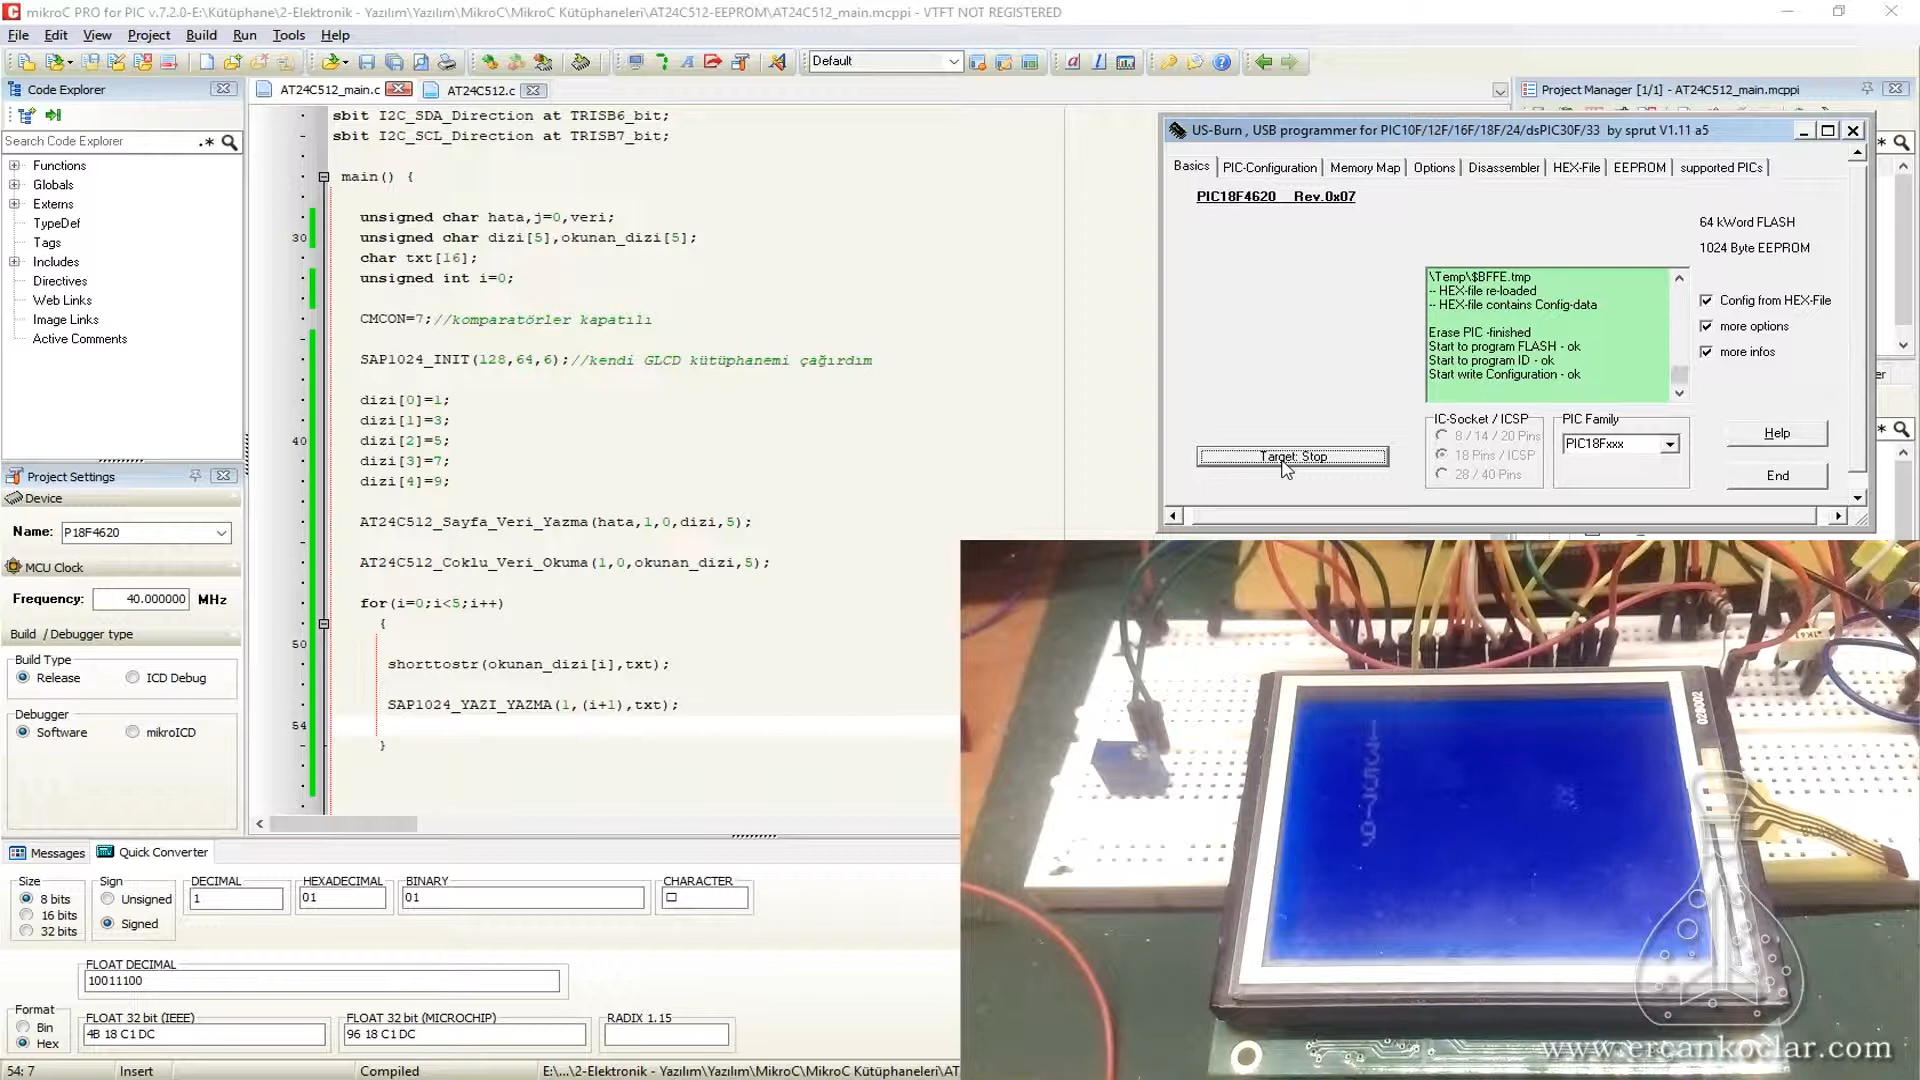 mikroC PRO for PIC v.7.2.0-E:\Kütüphane\2-Elektronik - Yazılım\Yazılım\MikroC\MikroC Kütüphaneleri\AT24C512-EEPROM\AT24C512_main.mcppi - VTFT NOT REGISTERED
File Edit View Project Build Run Tools Help
Default
Code Explorer
AT24C512_main.c AT24C512.c
Project Manager [1/1] - AT24C512_main.mcppi
Search Code Explorer
Functions
Globals
Externs
TypeDef
Tags
Includes
Directives
Web Links
Image Links
Active Comments
Project Settings
Device
Name: P18F4620
MCU Clock
Frequency: 40.000000 MHz
Build / Debugger type
Build Type
Release ICD Debug
Debugger
Software mikroICD
sbit I2C_SDA_Direction at TRISB6_bit;
sbit I2C_SCL_Direction at TRISB7_bit;
main() {
unsigned char hata,j=0,veri;
30 unsigned char dizi[5],okunan_dizi[5];
char txt[16];
unsigned int i=0;
CMCON=7;//komparatörler kapatılı
SAP1024_INIT(128,64,6);//kendi GLCD kütüphanemi çağırdım
dizi[0]=1;
dizi[1]=3;
40 dizi[2]=5;
dizi[3]=7;
dizi[4]=9;
AT24C512_Sayfa_Veri_Yazma(hata,1,0,dizi,5);
AT24C512_Coklu_Veri_Okuma(1,0,okunan_dizi,5);
for(i=0;i<5;i++)
{
50
shorttostr(okunan_dizi[i],txt);
SAP1024_YAZI_YAZMA(1,(i+1),txt);
54
}
US-Burn , USB programmer for PIC10F/12F/16F/18F/24/dsPIC30F/33 by sprut V1.11 a5
Basics PIC-Configuration Memory Map Options Disassembler HEX-File EEPROM supported PICs
PIC18F4620 Rev.0x07
64 kWord FLASH
1024 Byte EEPROM
\Temp\$BFFE.tmp
-- HEX-file re-loaded
-- HEX-file contains Config-data
Erase PIC -finished
Start to program FLASH - ok
Start to program ID - ok
Start write Configuration - ok
Config from HEX-File
more options
more infos
Target: Stop
IC-Socket / ICSP
8 / 14 / 20 Pins
18 Pins / ICSP
28 / 40 Pins
PIC Family
PIC18Fxxx
Help
End
1
3
5
7
9
028002
www.ercankoclar.com
Messages Quick Converter
Size
8 bits
16 bits
32 bits
Sign
Unsigned
Signed
DECIMAL
1
HEXADECIMAL
01
BINARY
01
CHARACTER
FLOAT DECIMAL
10011100
Format
Bin
Hex
FLOAT 32 bit (IEEE)
4B 18 C1 DC
FLOAT 32 bit (MICROCHIP)
96 18 C1 DC
RADIX 1.15
54: 7 Insert Compiled E:\...\2-Elektronik - Yazılım\Yazılım\MikroC\MikroC Kütüphaneleri\AT